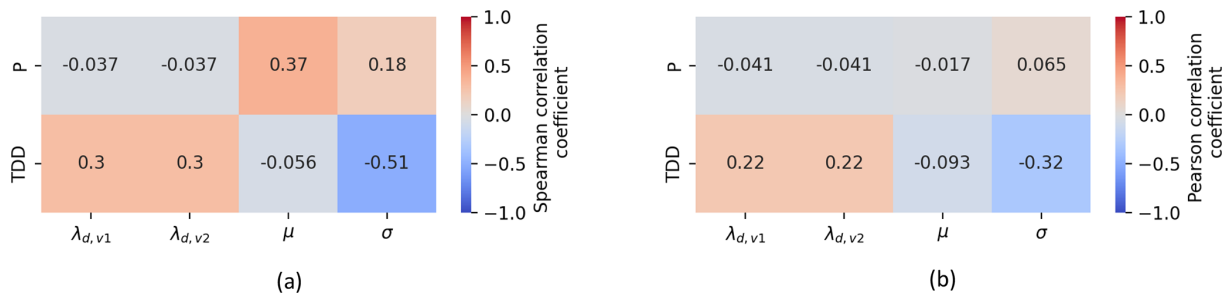 P -0.037 -0.037 0.37 0.18
TDD 0.3 0.3 -0.056 -0.51
λd,v1 λd,v2 μ σ
1.0
0.5
0.0
−0.5
−1.0
Spearman correlation
coefficient
(a)
P -0.041 -0.041 -0.017 0.065
TDD 0.22 0.22 -0.093 -0.32
λd,v1 λd,v2 μ σ
1.0
0.5
0.0
−0.5
−1.0
Pearson correlation
coefficient
(b)